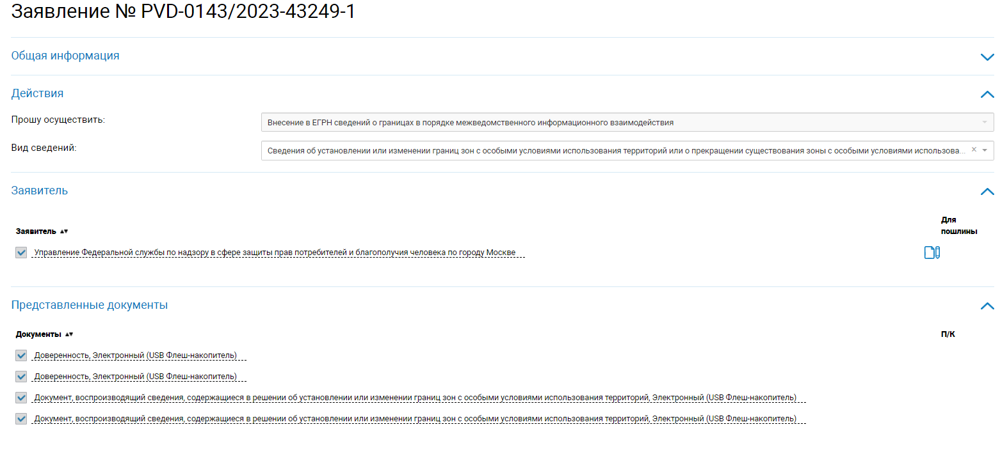 Заявление № PVD-0143/2023-43249-1
Общая информация
Действия
Прошу осуществить:
Внесение в ЕГРН сведений о границах в порядке межведомственного информационного взаимодействия
Вид сведений:
Сведения об установлении или изменении границ зон с особыми условиями использования территорий или о прекращении существования зоны с особыми условиями использова...
Заявитель
Для
Заявитель
пошлины
Управление Федеральной службы по надзору в сфере защиты прав потребителей и благополучия человека по городу Москве
Представленные документы
Документы
П/К
Доверенность, Электронный (USB Флеш-накопитель)
Доверенность, Электронный (USB Флеш-накопитель)
Документ, воспроизводящий сведения, содержащиеся в решении об установлении или изменении границ зон с особыми условиями использования территорий, Электронный (USB Флеш-накопитель)
Документ, воспроизводящий сведения, содержащиеся в решении об установлении или изменении границ зон с особыми условиями использования территорий, Электронный (USB Флеш-накопитель)